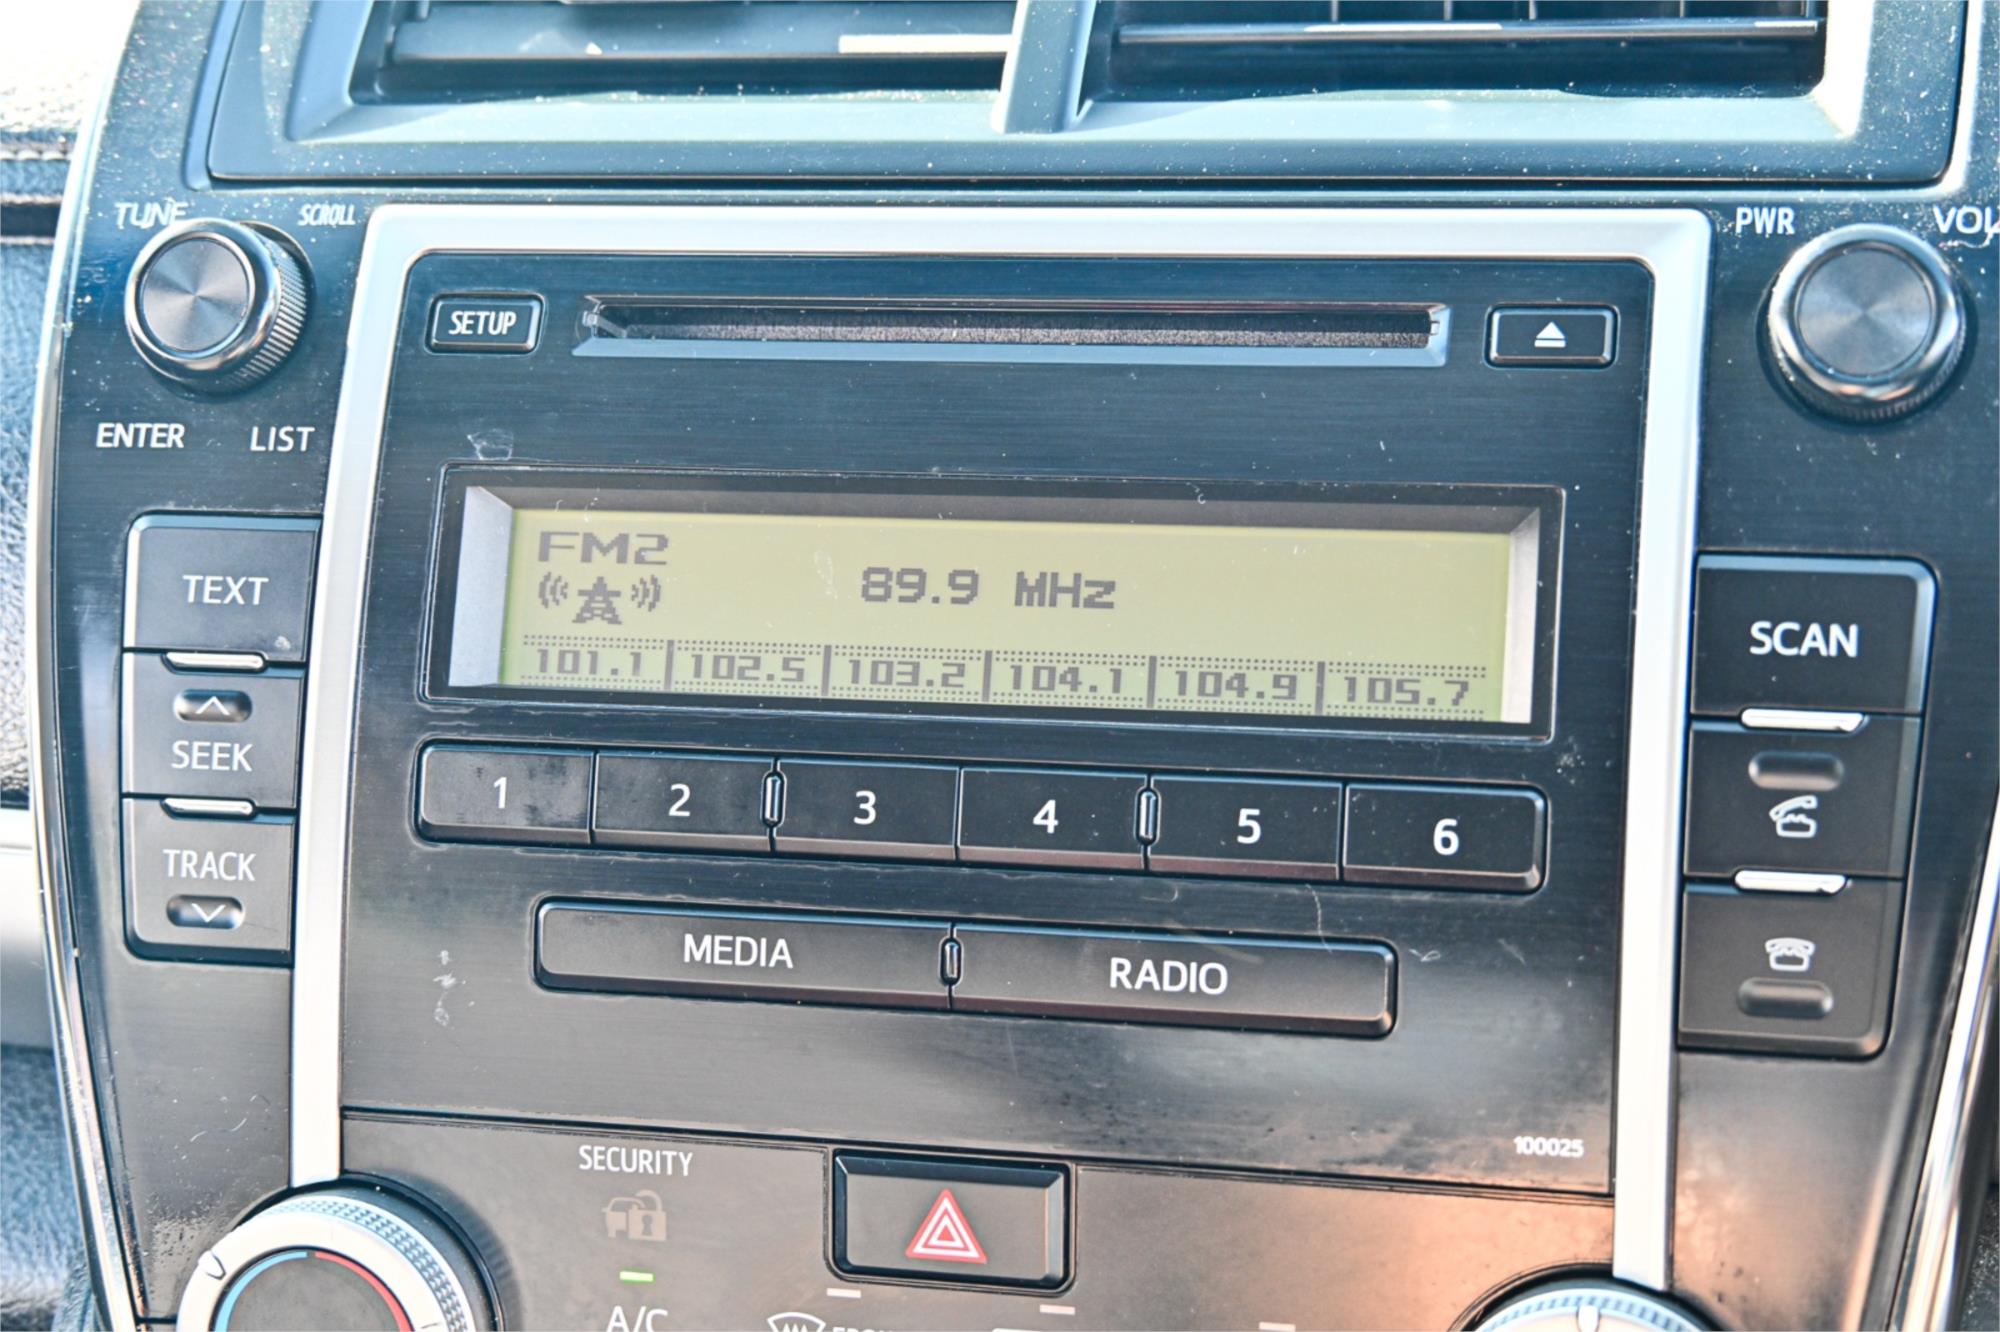 TUNE SCROLL
PWR VOL
SETUP
ENTER LIST
FM2
89.9 MHz
101.1 102.5 103.2 104.1 104.9 105.7
TEXT
SEEK
TRACK
SCAN
1 2 3 4 5 6
MEDIA RADIO
100025
SECURITY
A/C